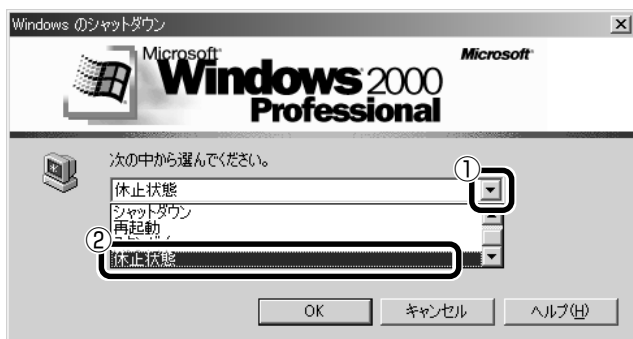 Windows のシャットダウン
Microsoft
Windows 2000
Professional
Microsoft
次の中から選んでください。
①
休止状態
シャットダウン
再起動
②
休止状態
OK
キャンセル
ヘルプ(H)